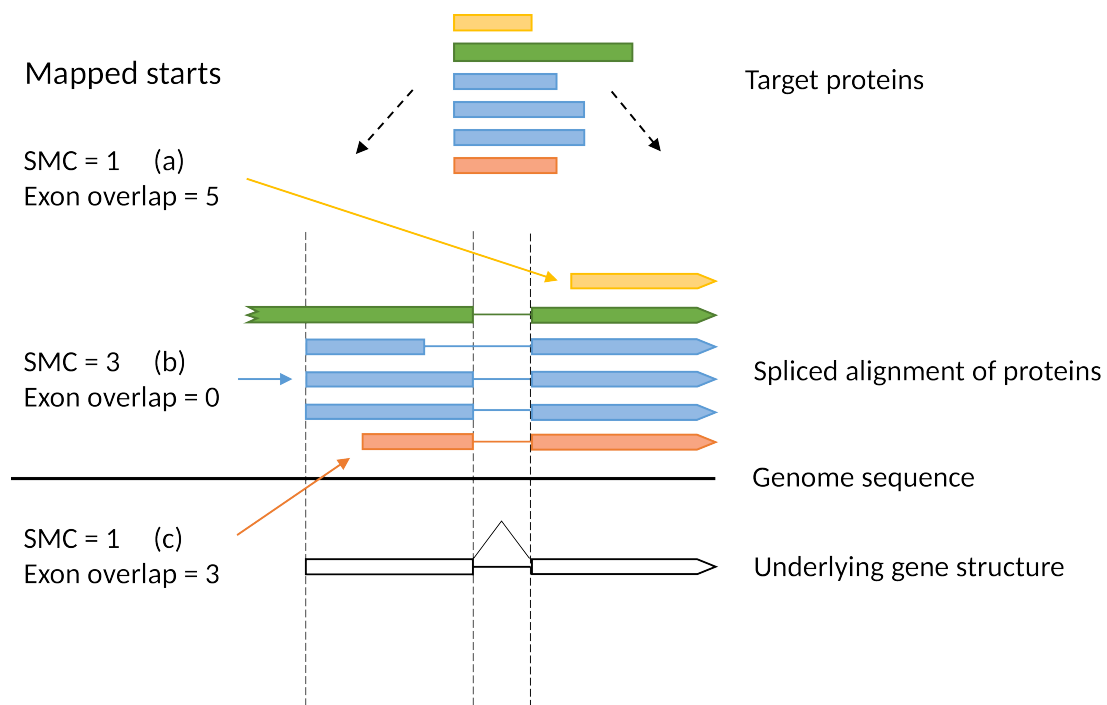 Mapped starts
Target proteins
SMC = 1 (a)
Exon overlap = 5
SMC = 3 (b)
Exon overlap = 0
Spliced alignment of proteins
Genome sequence
SMC = 1 (c)
Exon overlap = 3
Underlying gene structure